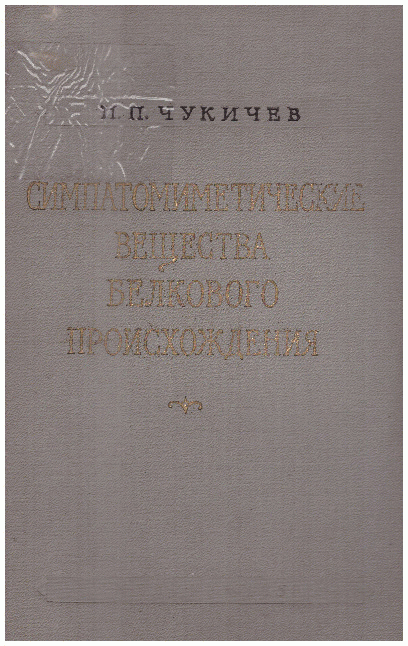 И. П. ЧУКИЧЕВ
СИМПАТОМИМЕТИЧЕСКИЕ
ВЕЩЕСТВА
БЕЛКОВОГО
ПРОИСХОЖДЕНИЯ